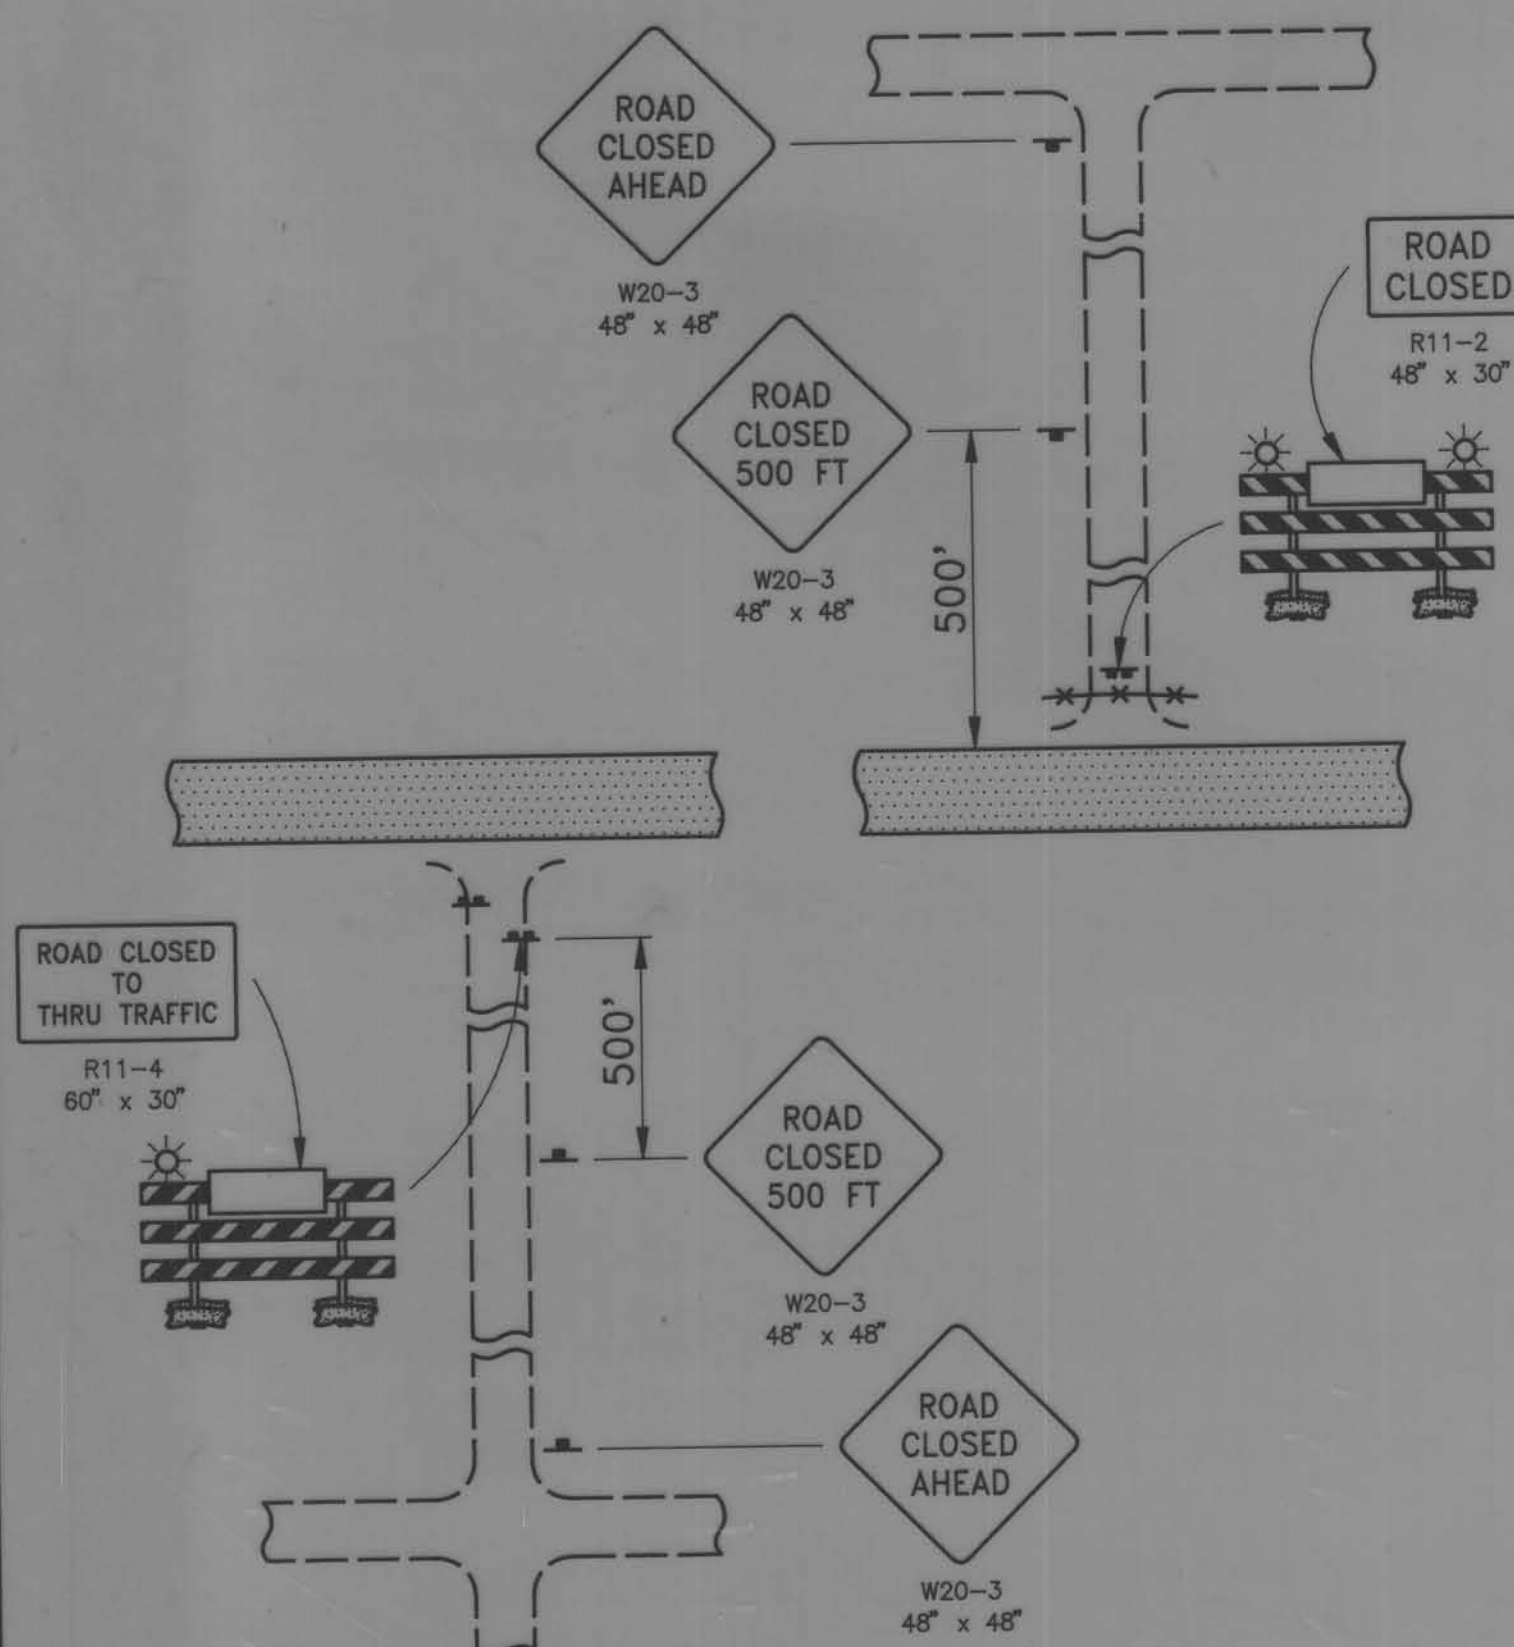 ROAD
CLOSED
AHEAD
W20-3
48" x 48"
ROAD
CLOSED
R11-2
48" x 30"
ROAD
CLOSED
500 FT
W20-3
48" x 48"
500'
ROAD CLOSED
TO
THRU TRAFFIC
R11-4
60" x 30"
500'
ROAD
CLOSED
500 FT
W20-3
48" x 48"
ROAD
CLOSED
AHEAD
W20-3
48" x 48"